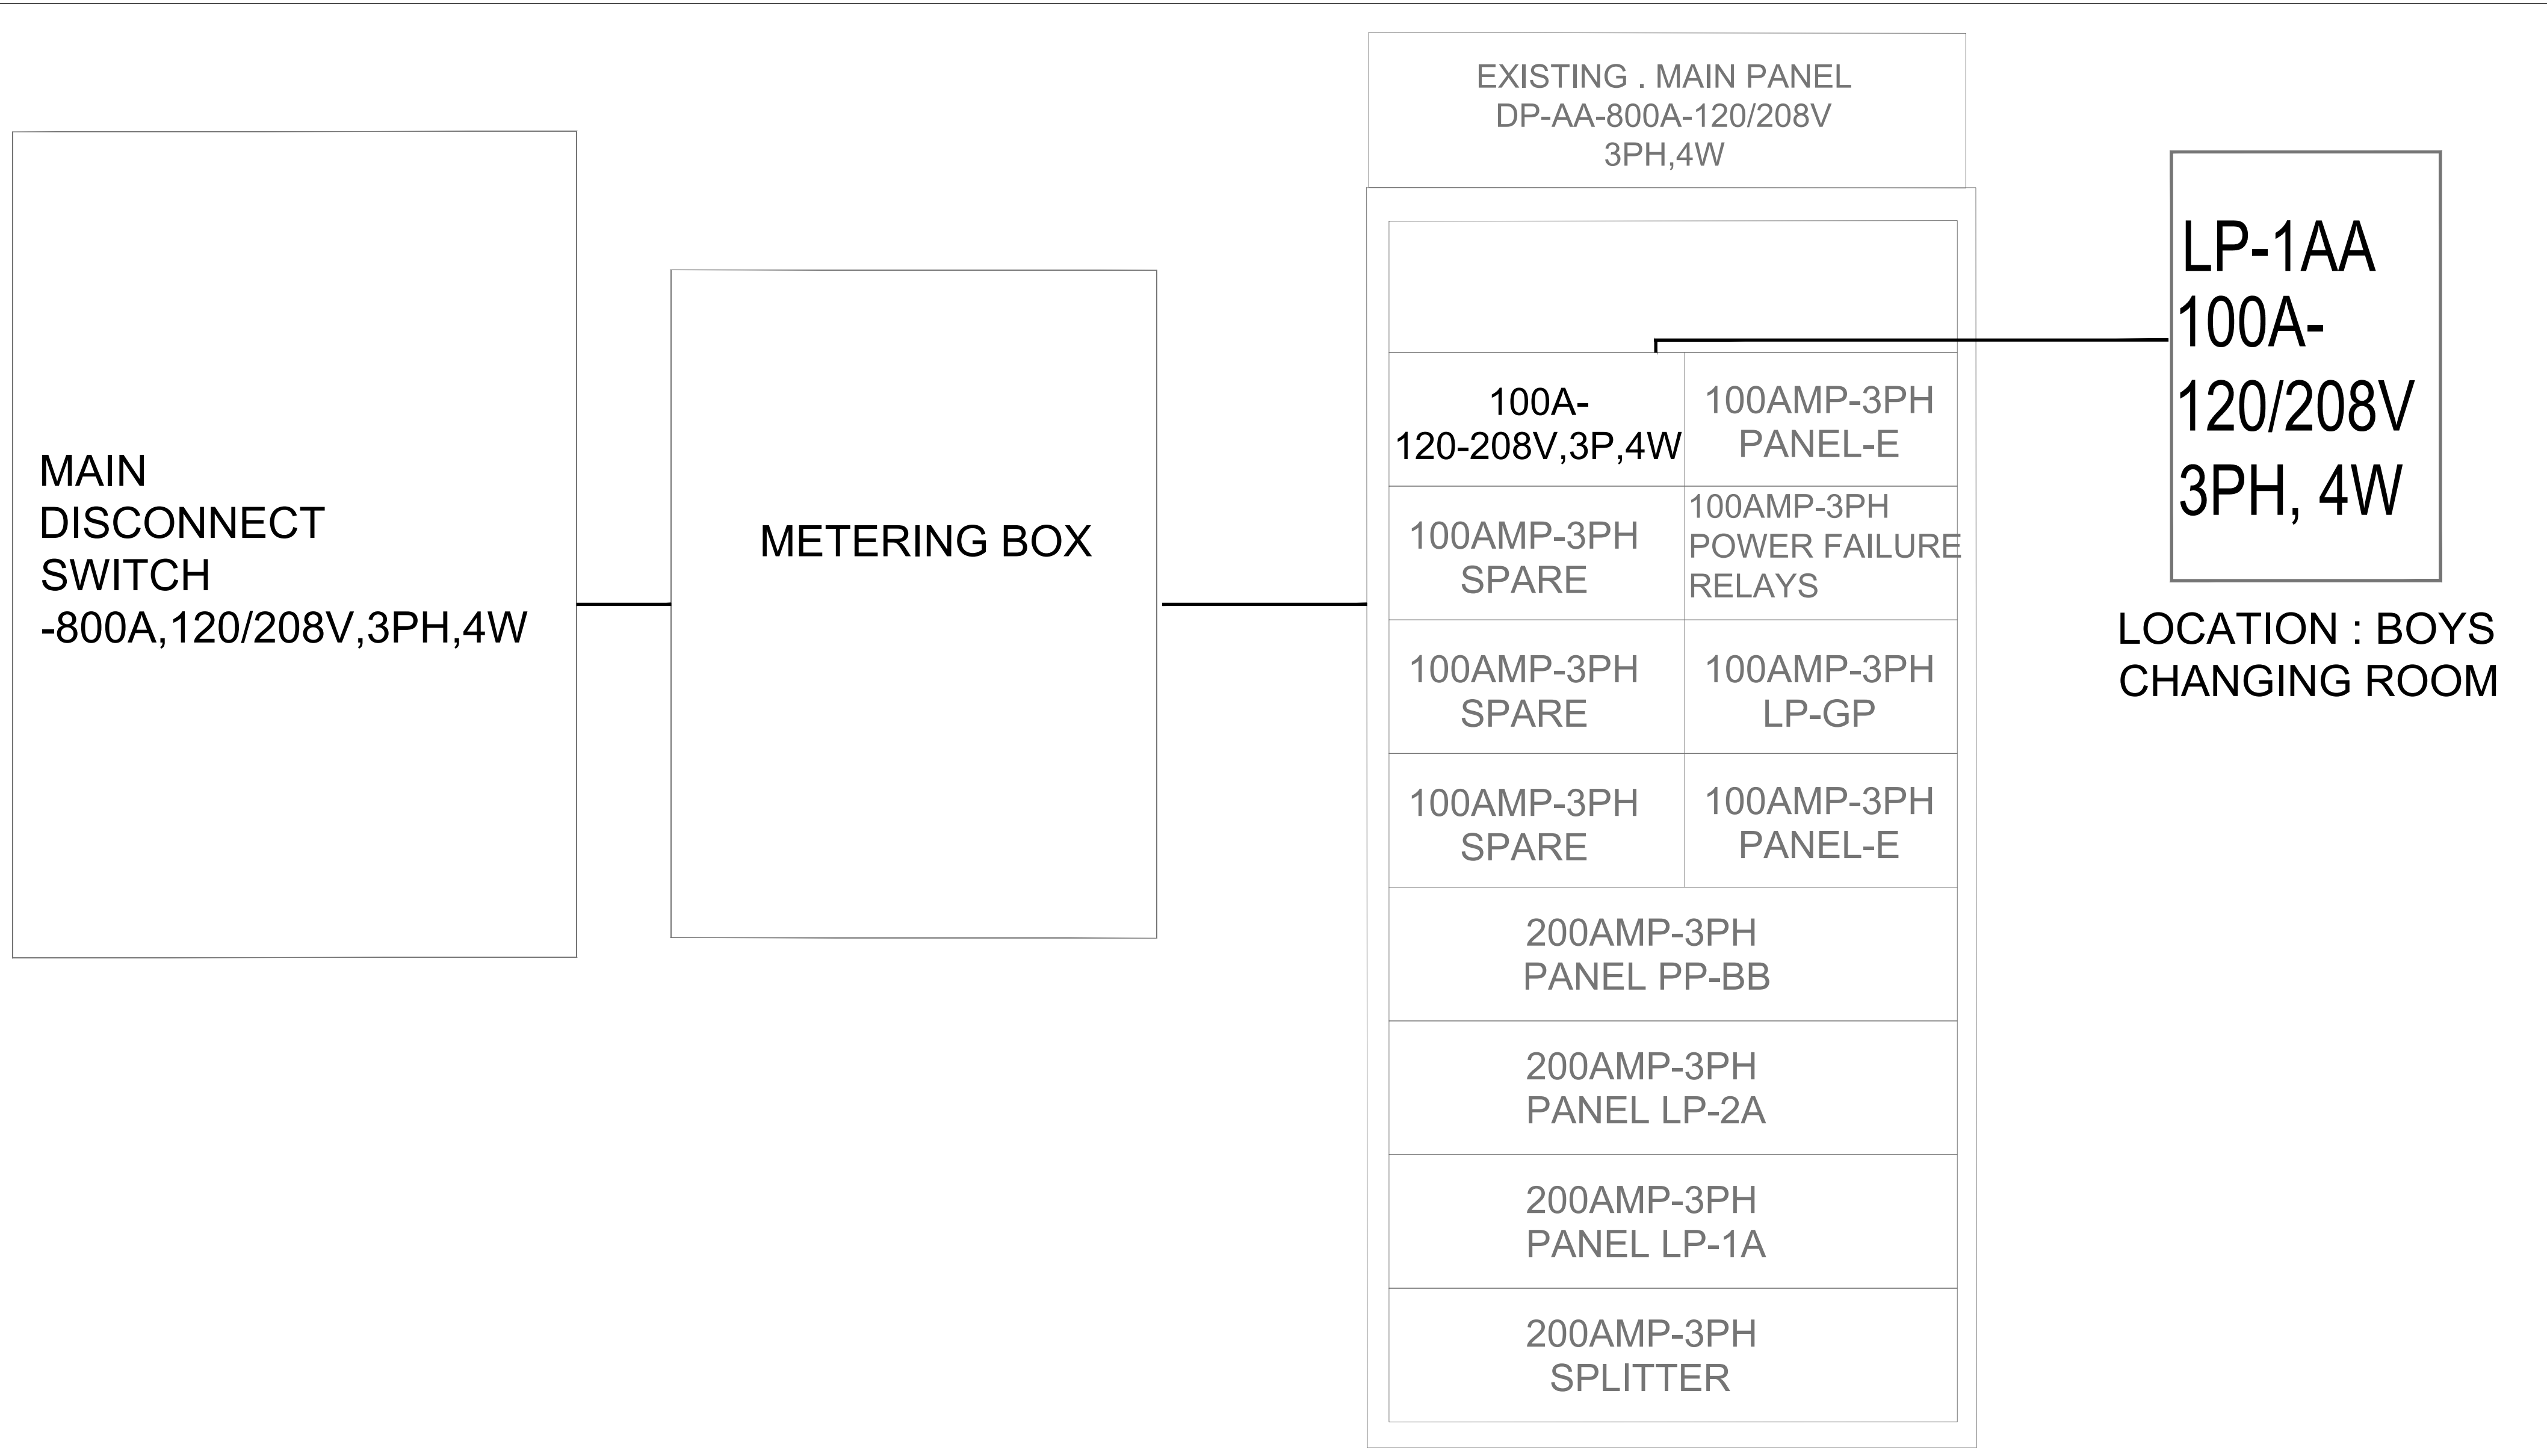 EXISTING . MAIN PANEL
DP-AA-800A-120/208V
3PH,4W
MAIN
DISCONNECT
SWITCH
-800A,120/208V,3PH,4W
METERING BOX
100A-
120-208V,3P,4W
100AMP-3PH
PANEL-E
100AMP-3PH
SPARE
100AMP-3PH
POWER FAILURE
RELAYS
100AMP-3PH
SPARE
100AMP-3PH
LP-GP
100AMP-3PH
SPARE
100AMP-3PH
PANEL-E
200AMP-3PH
PANEL PP-BB
200AMP-3PH
PANEL LP-2A
200AMP-3PH
PANEL LP-1A
200AMP-3PH
SPLITTER
LP-1AA
100A-
120/208V
3PH, 4W
LOCATION : BOYS
CHANGING ROOM